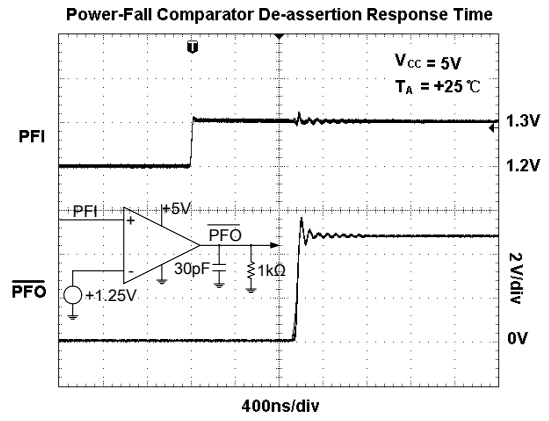 Power-Fall Comparator De-assertion Response Time
T
VCC = 5V
TA = +25℃
PFI
1.3V
1.2V
PFI
+
+5V
PFO
-
30pF
1kΩ
+1.25V
PFO
2 V/div
0V
400ns/div